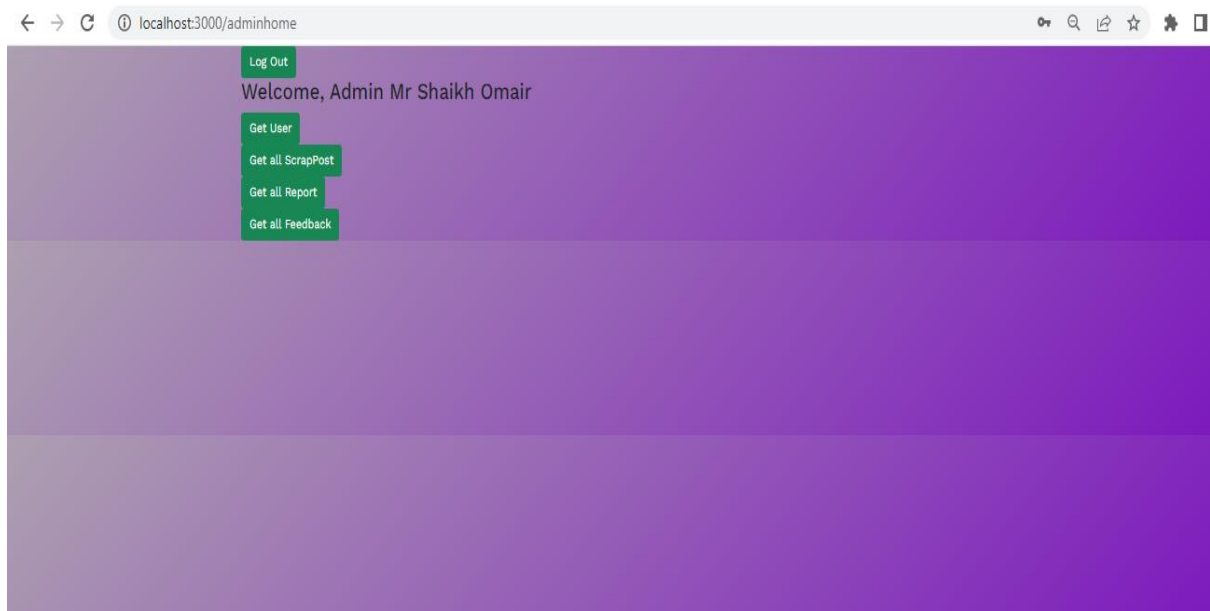 localhost:3000/adminhome
Log Out
Welcome, Admin Mr Shaikh Omair
Get User
Get all ScrapPost
Get all Report
Get all Feedback